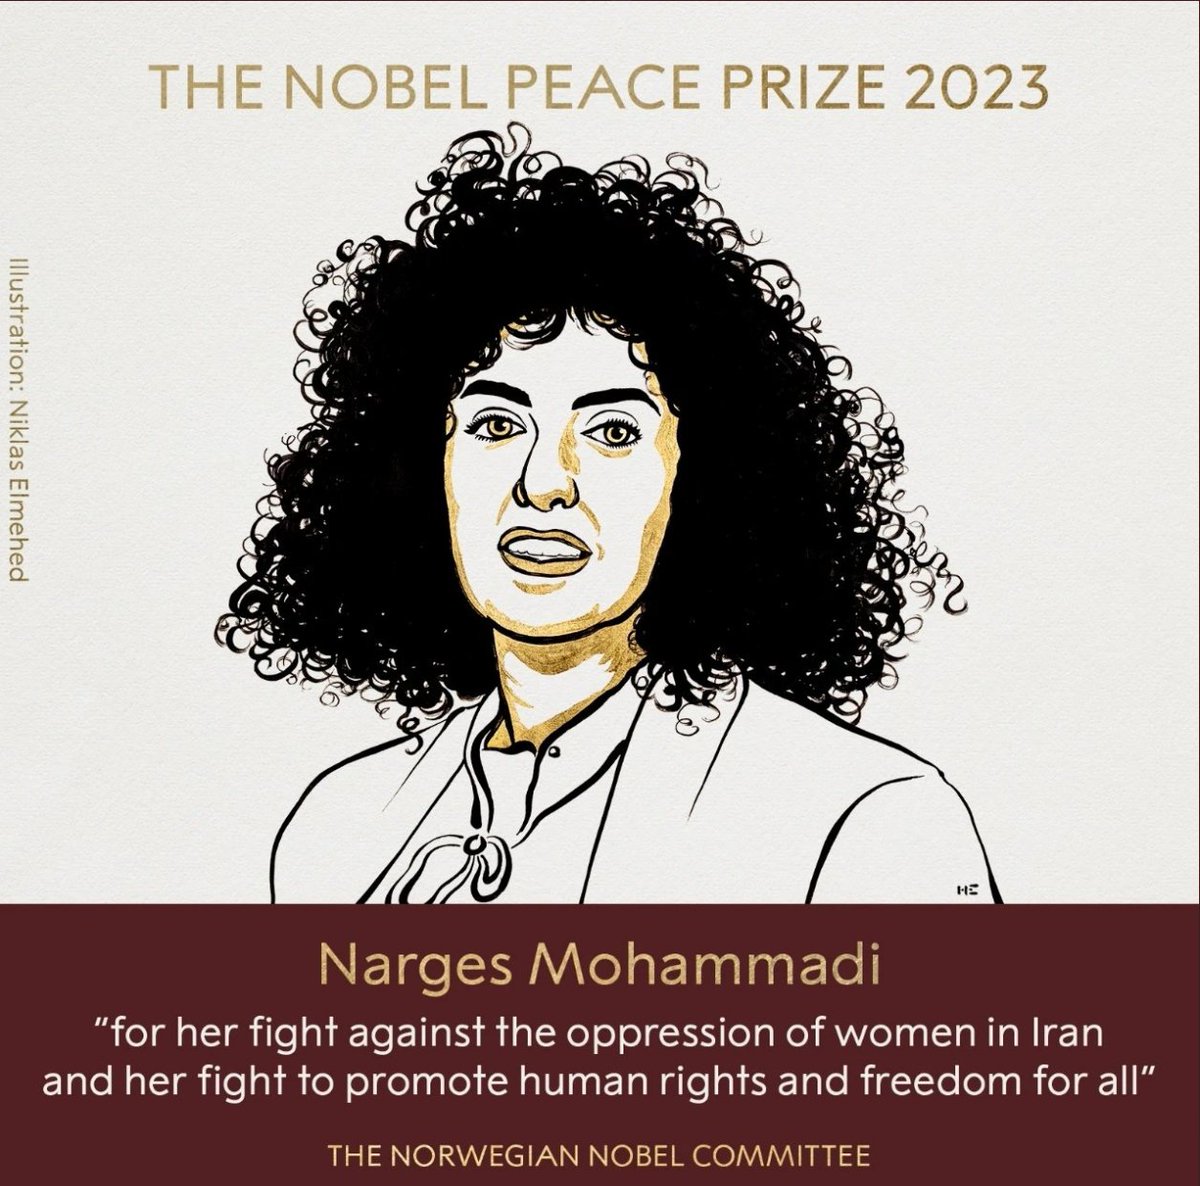 THE NOBEL PEACE PRIZE 2023
Illustration: Niklas Elmehed
HE
Narges Mohammadi
“for her fight against the oppression of women in Iran
and her fight to promote human rights and freedom for all”
THE NORWEGIAN NOBEL COMMITTEE